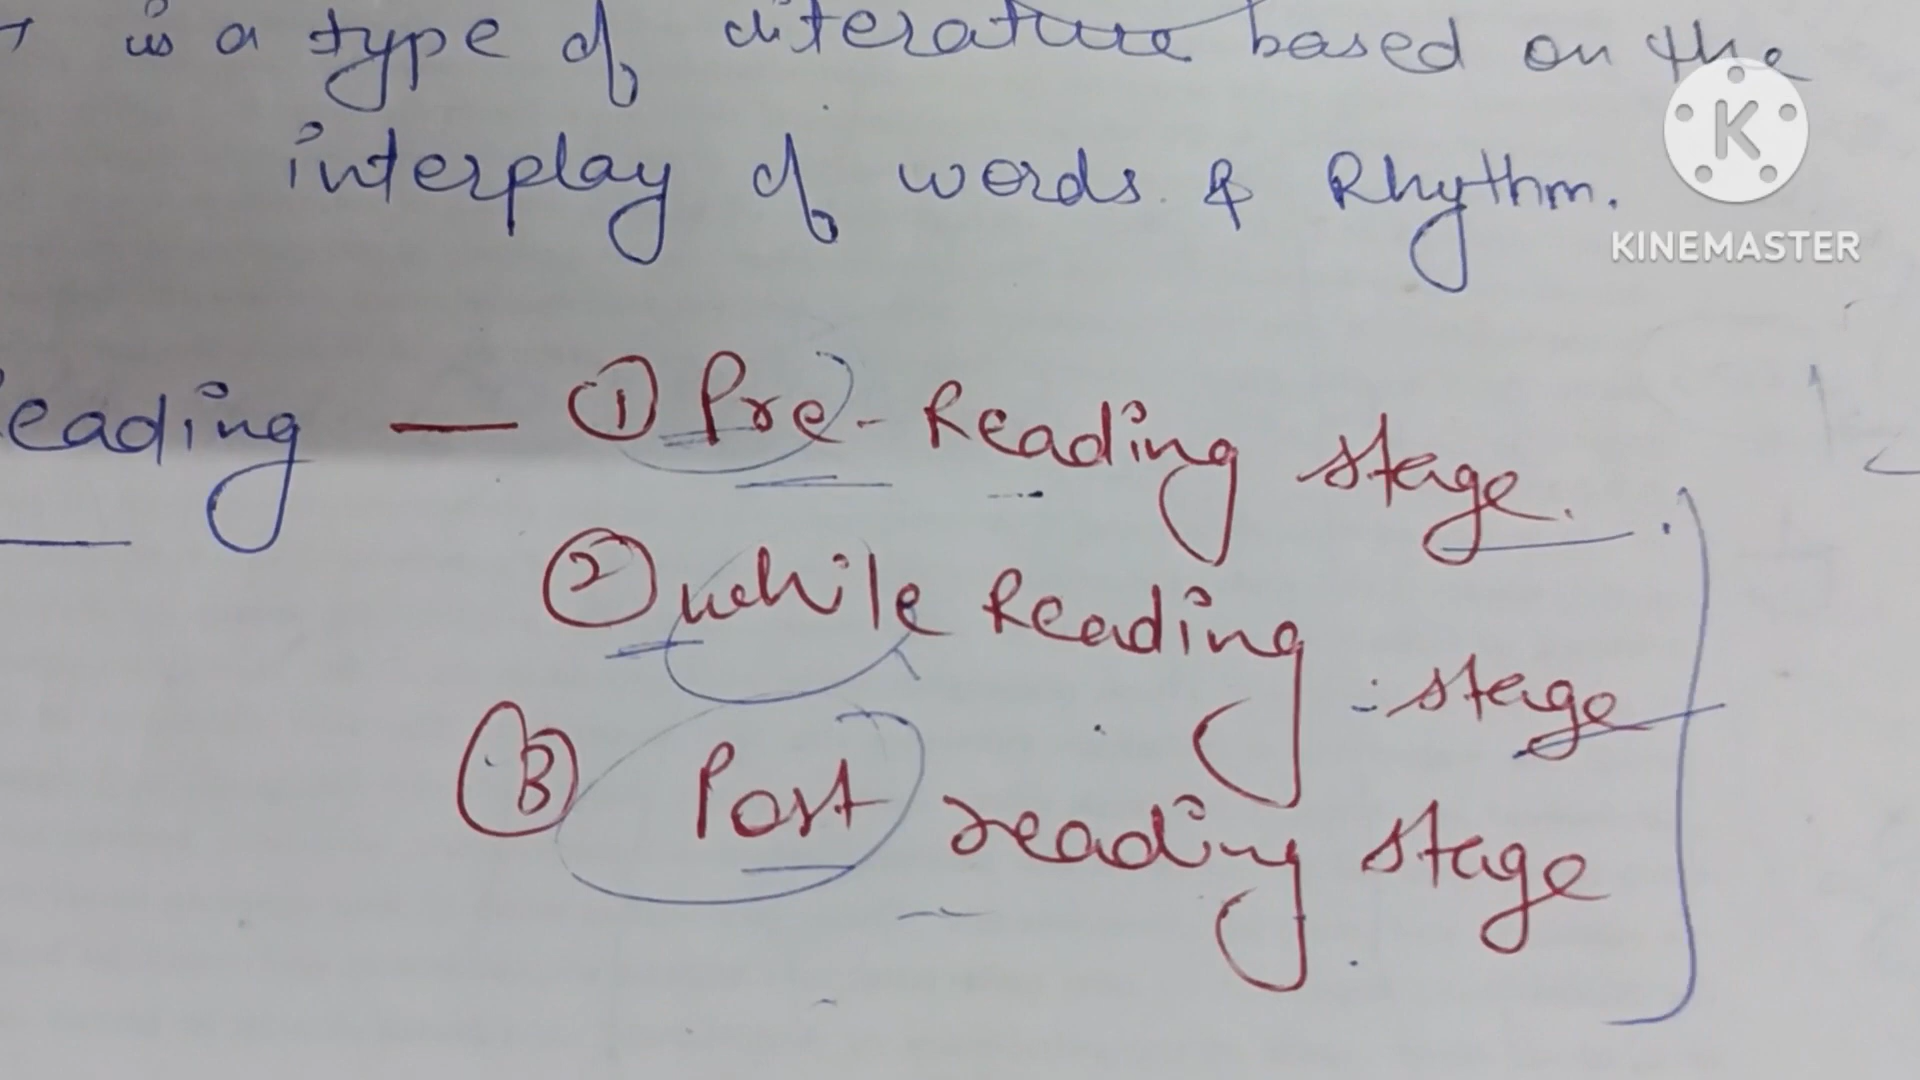 is a type of literature based on the
interplay of words & Rhythm.
KINEMASTER
eading — ① Pre-Reading stage.
② while Reading - stage
③ Post reading stage